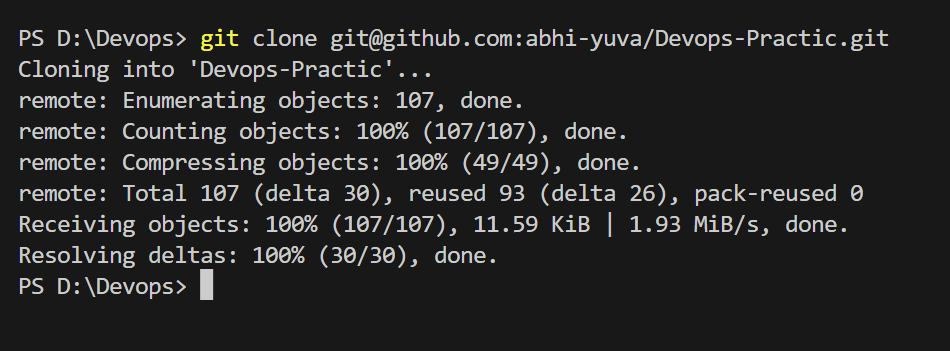 PS D:\Devops> git clone git@github.com:abhi-yuva/Devops-Practic.git
Cloning into 'Devops-Practic'...
remote: Enumerating objects: 107, done.
remote: Counting objects: 100% (107/107), done.
remote: Compressing objects: 100% (49/49), done.
remote: Total 107 (delta 30), reused 93 (delta 26), pack-reused 0
Receiving objects: 100% (107/107), 11.59 KiB | 1.93 MiB/s, done.
Resolving deltas: 100% (30/30), done.
PS D:\Devops>